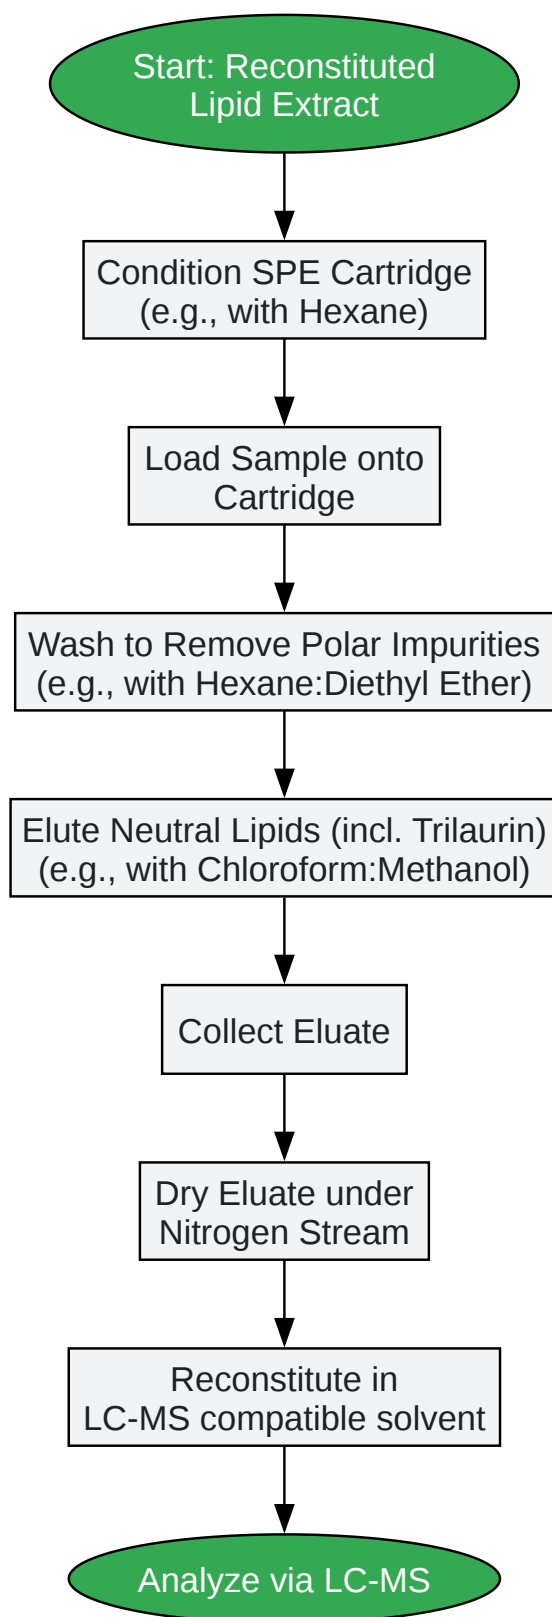 Start: Reconstituted
Lipid Extract
Condition SPE Cartridge
(e.g., with Hexane)
Load Sample onto
Cartridge
Wash to Remove Polar Impurities
(e.g., with Hexane:Diethyl Ether)
Elute Neutral Lipids (incl. Trilaurin)
(e.g., with Chloroform:Methanol)
Collect Eluate
Dry Eluate under
Nitrogen Stream
Reconstitute in
LC-MS compatible solvent
Analyze via LC-MS